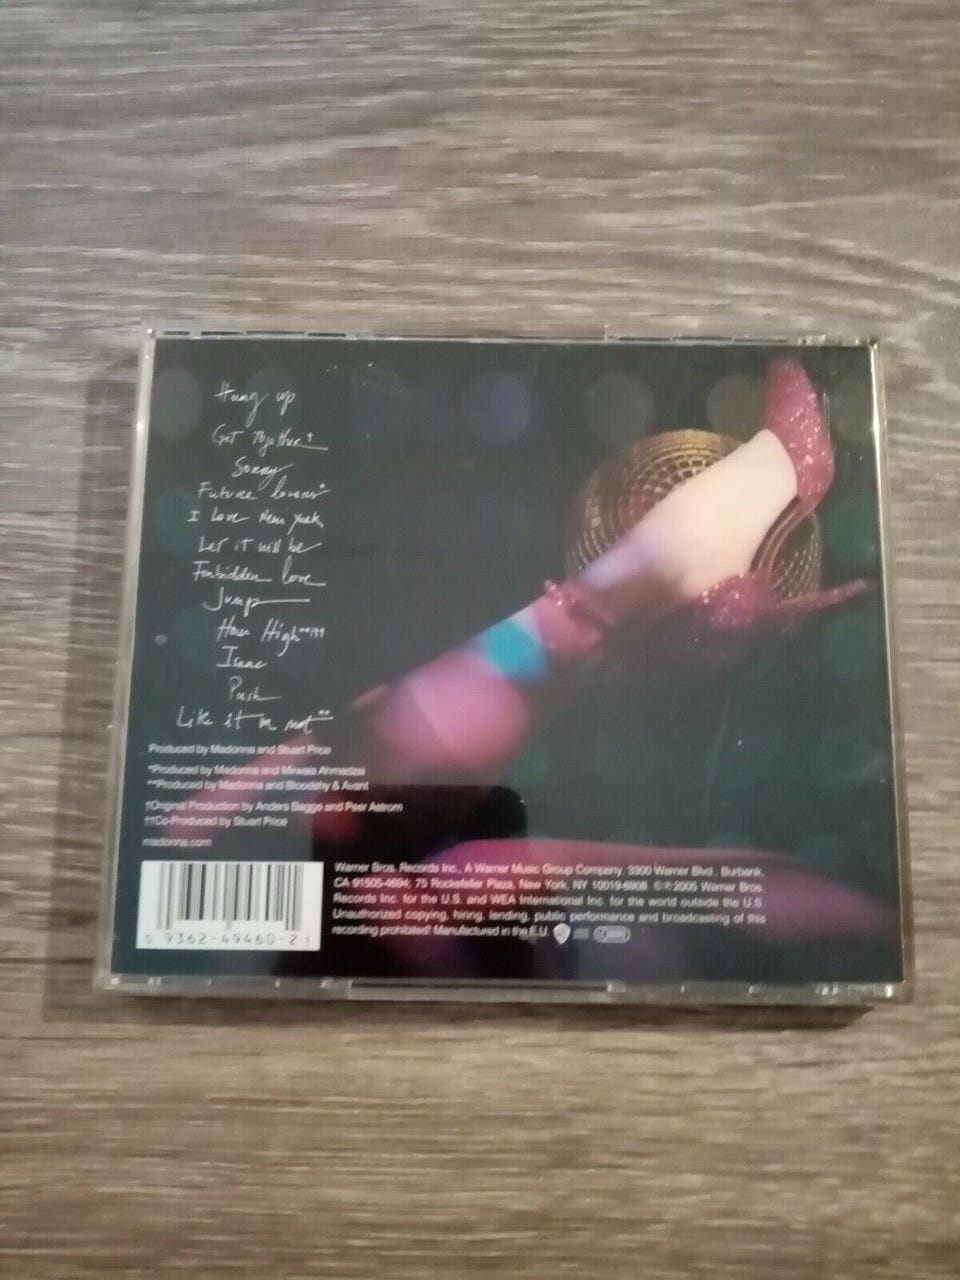 Hung up
Get Together†
Sorry
Future lovers*
I Love New York
Let it will be
Forbidden love
Jump
How High**††
Isaac
Push
Like it or not**
Produced by Madonna and Stuart Price
*Produced by Madonna and Mirwais Ahmadzai
**Produced by Madonna and Bloodshy & Avant
†Original Production by Anders Bagge and Peer Astrom
††Co-Produced by Stuart Price
madonna.com
Warner Bros. Records Inc., A Warner Music Group Company. 3300 Warner Blvd., Burbank,
CA 91505-4694; 75 Rockefeller Plaza, New York, NY 10019-6908. ©℗2005 Warner Bros.
Records Inc. for the U.S. and WEA International Inc. for the world outside the U.S.
Unauthorized copying, hiring, lending, public performance and broadcasting of this
recording prohibited! Manufactured in the E.U.
0 9362-49460-2